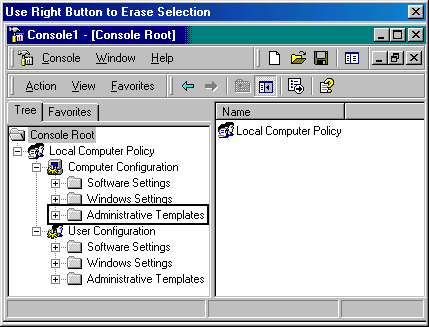 Use Right Button to Erase Selection
Console1 - [Console Root]
Console Window Help
Action View Favorites
Tree Favorites
Name
Console Root
Local Computer Policy
Local Computer Policy
Computer Configuration
Software Settings
Windows Settings
Administrative Templates
User Configuration
Software Settings
Windows Settings
Administrative Templates